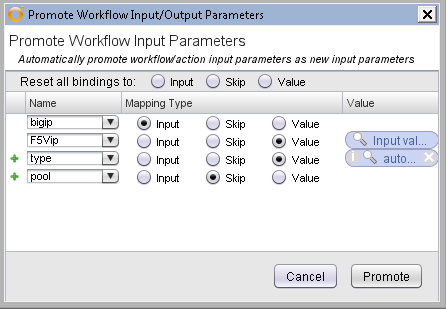 Promote Workflow Input/Output Parameters
Promote Workflow Input Parameters
Automatically promote workflow/action input parameters as new input parameters
Reset all bindings to: Input Skip Value
Name Mapping Type Value
bigip Input Skip Value
F5Vip Input Skip Value Input val...
type Input Skip Value auto...
pool Input Skip Value
Cancel Promote